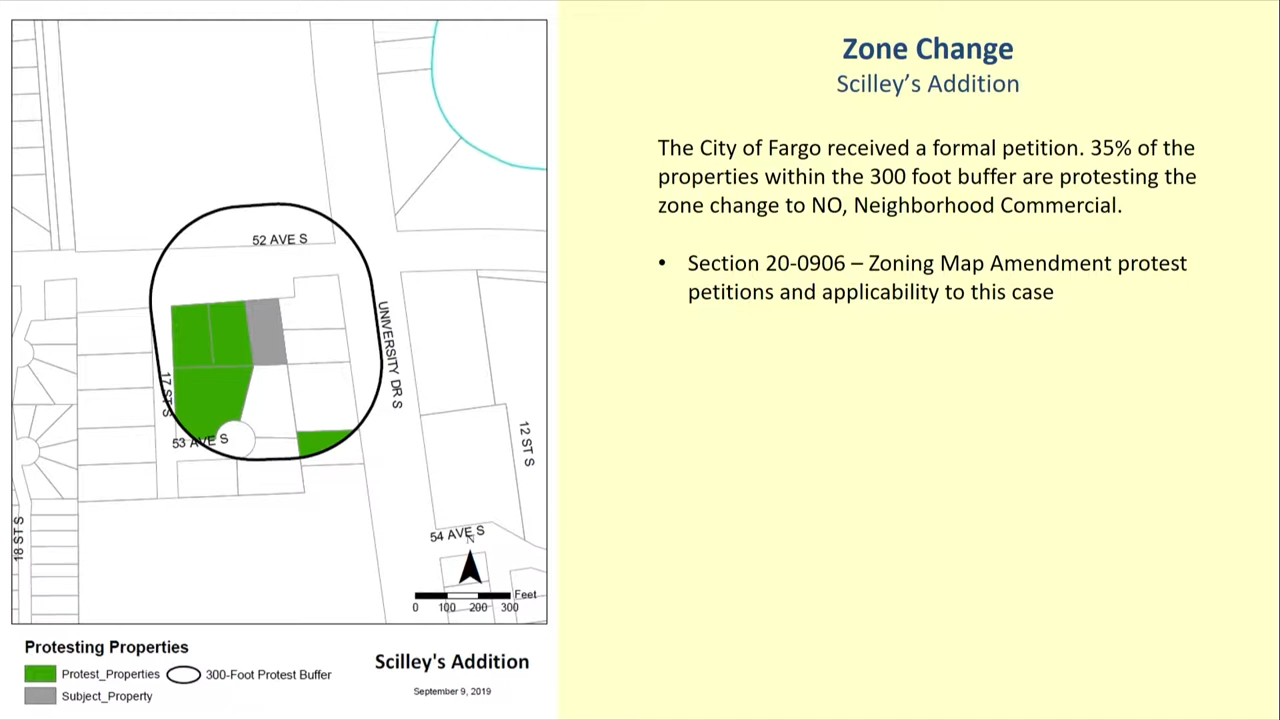 Zone Change
Scilley’s Addition
The City of Fargo received a formal petition. 35% of the
properties within the 300 foot buffer are protesting the
zone change to NO, Neighborhood Commercial.
• Section 20-0906 – Zoning Map Amendment protest
petitions and applicability to this case
52 AVE S
UNIVERSITY DR S
17 ST S
53 AVE S
12 ST S
18 ST S
54 AVE S
N
Feet
0 100 200 300
Protesting Properties
Protest_Properties
300-Foot Protest Buffer
Subject_Property
Scilley's Addition
September 9, 2019